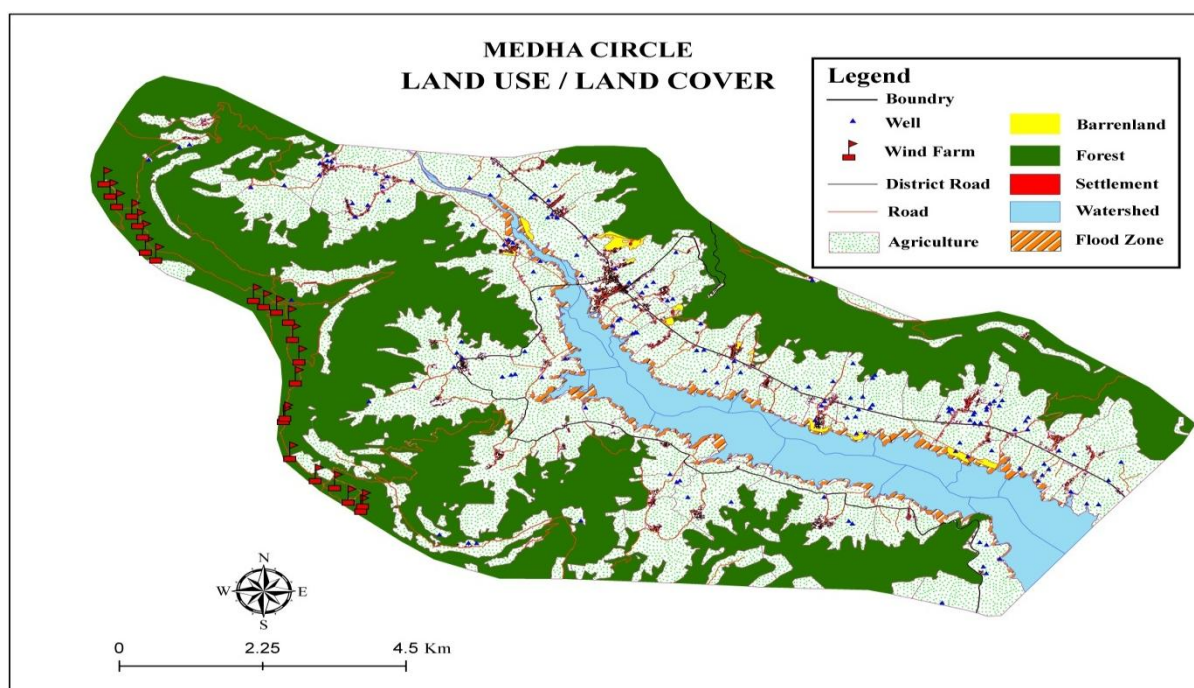 MEDHA CIRCLE
LAND USE / LAND COVER
Legend
Boundry
Well
Wind Farm
District Road
Road
Agriculture
Barrenland
Forest
Settlement
Watershed
Flood Zone
N
W E
S
0 2.25 4.5 Km